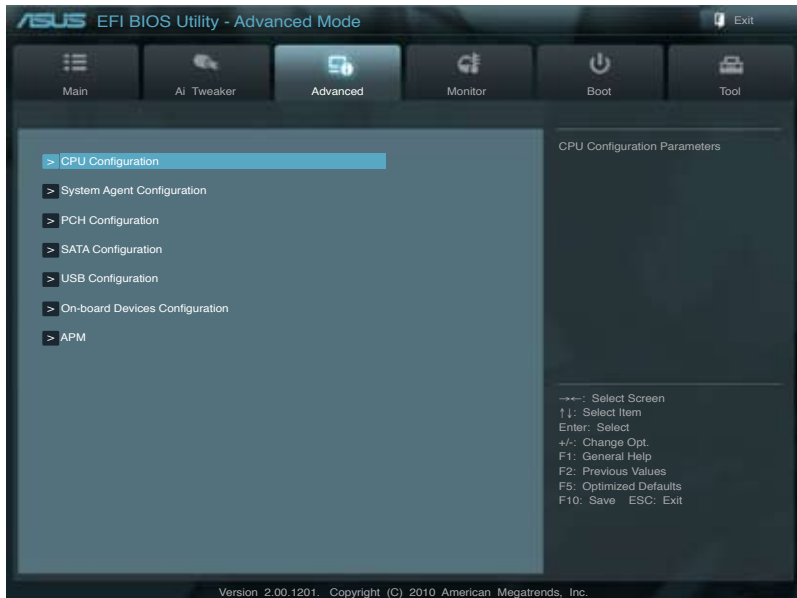 ASUS EFI BIOS Utility - Advanced Mode
Exit
Main
Ai Tweaker
Advanced
Monitor
Boot
Tool
> CPU Configuration
> System Agent Configuration
> PCH Configuration
> SATA Configuration
> USB Configuration
> On-board Devices Configuration
> APM
CPU Configuration Parameters
→←: Select Screen
↑↓: Select Item
Enter: Select
+/-: Change Opt.
F1: General Help
F2: Previous Values
F5: Optimized Defaults
F10: Save ESC: Exit
Version 2.00.1201. Copyright (C) 2010 American Megatrends, Inc.